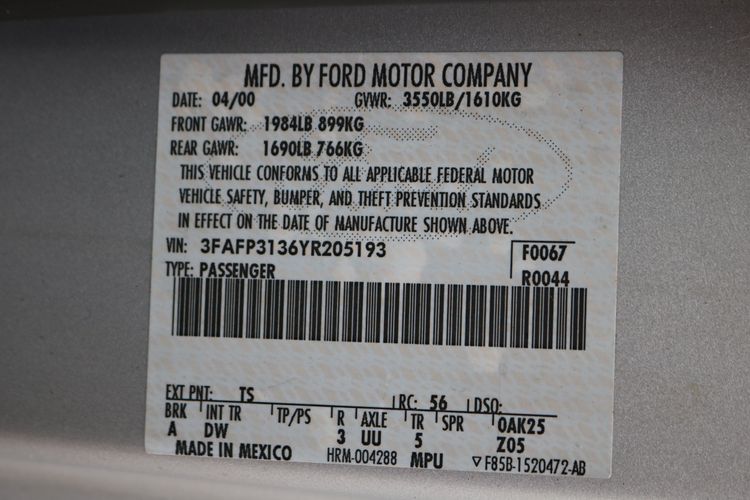 MFD. BY FORD MOTOR COMPANY
DATE: 04/00 GVWR: 3550LB/1610KG
FRONT GAWR: 1984LB 899KG
REAR GAWR: 1690LB 766KG
THIS VEHICLE CONFORMS TO ALL APPLICABLE FEDERAL MOTOR
VEHICLE SAFETY, BUMPER, AND THEFT PREVENTION STANDARDS
IN EFFECT ON THE DATE OF MANUFACTURE SHOWN ABOVE.
VIN: 3FAFP3136YR205193 F0067
TYPE: PASSENGER R0044
EXT PNT: TS RC: 56 DSO:
BRK INT TR TP/PS R AXLE TR SPR 0AK25
A DW 3 UU 5 Z05
MADE IN MEXICO HRM-004288 MPU ▽F85B-1520472-AB